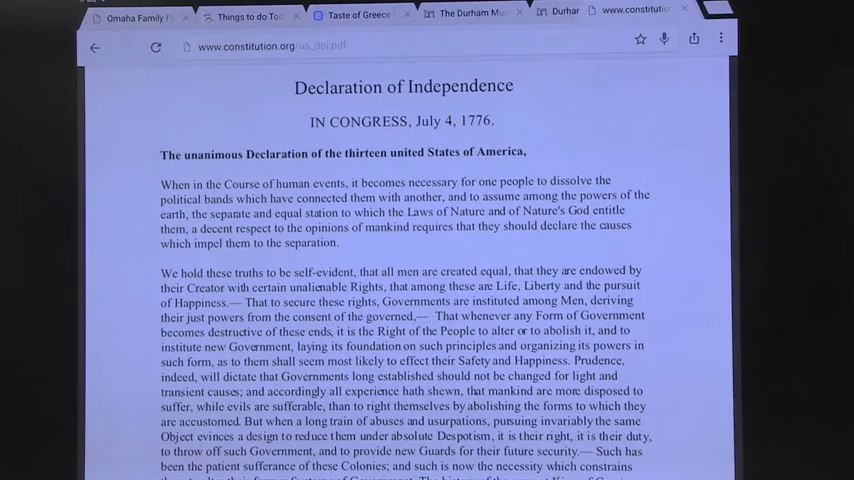 Omaha Family F
Things to do Too
Taste of Greece
The Durham Mu
Durhar
www.constitutio
www.constitution.org/us_doi.pdf
Declaration of Independence
IN CONGRESS, July 4, 1776.
The unanimous Declaration of the thirteen united States of America,
When in the Course of human events, it becomes necessary for one people to dissolve the
political bands which have connected them with another, and to assume among the powers of the
earth, the separate and equal station to which the Laws of Nature and of Nature's God entitle
them, a decent respect to the opinions of mankind requires that they should declare the causes
which impel them to the separation.
We hold these truths to be self-evident, that all men are created equal, that they are endowed by
their Creator with certain unalienable Rights, that among these are Life, Liberty and the pursuit
of Happiness.— That to secure these rights, Governments are instituted among Men, deriving
their just powers from the consent of the governed,— That whenever any Form of Government
becomes destructive of these ends, it is the Right of the People to alter or to abolish it, and to
institute new Government, laying its foundation on such principles and organizing its powers in
such form, as to them shall seem most likely to effect their Safety and Happiness. Prudence,
indeed, will dictate that Governments long established should not be changed for light and
transient causes; and accordingly all experience hath shewn, that mankind are more disposed to
suffer, while evils are sufferable, than to right themselves by abolishing the forms to which they
are accustomed. But when a long train of abuses and usurpations, pursuing invariably the same
Object evinces a design to reduce them under absolute Despotism, it is their right, it is their duty,
to throw off such Government, and to provide new Guards for their future security.— Such has
been the patient sufferance of these Colonies; and such is now the necessity which constrains